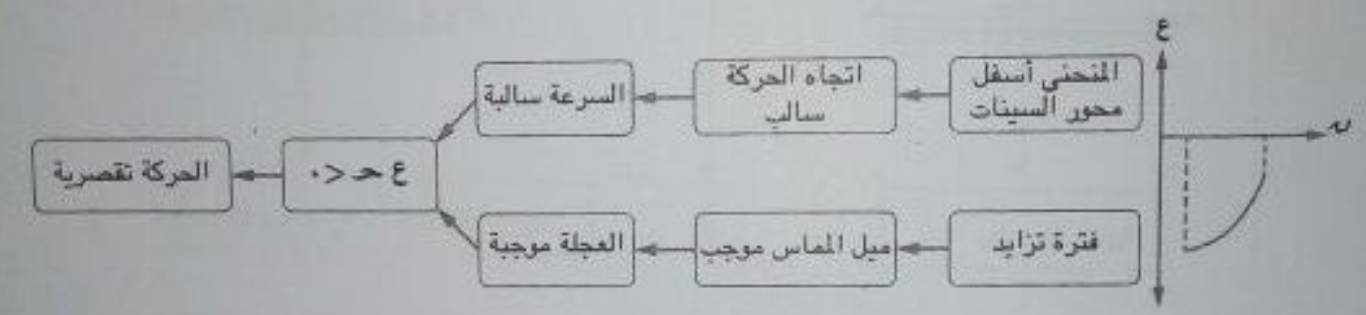 ع
المنحنى أسفل
محور السينات
اتجاه الحركة
سالب
السرعة سالبة
ن
ع حـ < ٠
الحركة تقصرية
فترة تزايد
ميل المماس موجب
العجلة موجبة